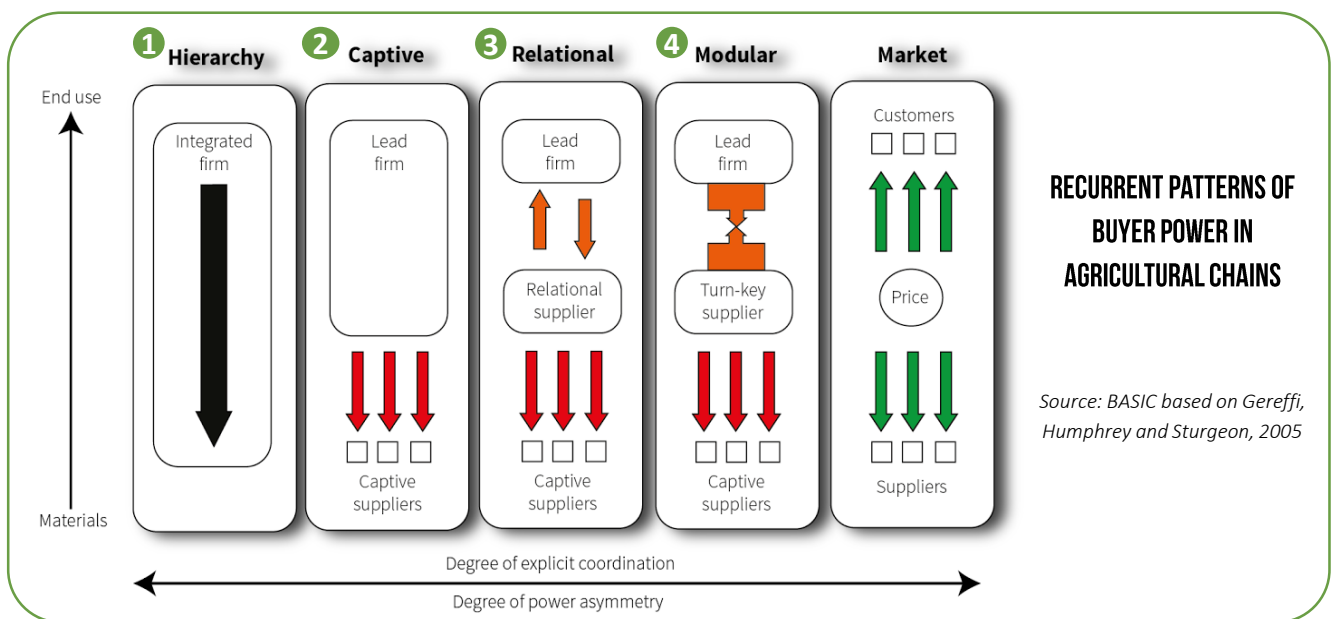 1 Hierarchy
2 Captive
3 Relational
4 Modular
Market
End use
Materials
Integrated
firm
Lead
firm
Captive
suppliers
Lead
firm
Relational
supplier
Captive
suppliers
Lead
firm
Turn-key
supplier
Captive
suppliers
Customers
Price
Suppliers
Degree of explicit coordination
Degree of power asymmetry
RECURRENT PATTERNS OF
BUYER POWER IN
AGRICULTURAL CHAINS
Source: BASIC based on Gereffi,
Humphrey and Sturgeon, 2005